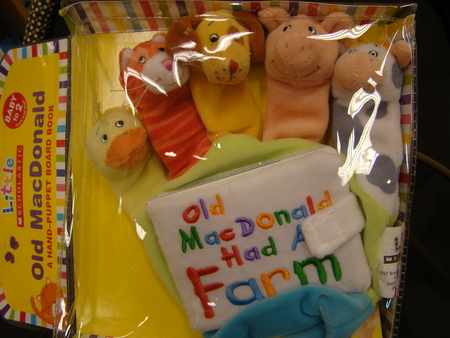 Little
SCHOLASTIC
Old MacDonald
A HAND-PUPPET BOARD BOOK
BABY
to 2
Old
MacDonald
Had A
Farm